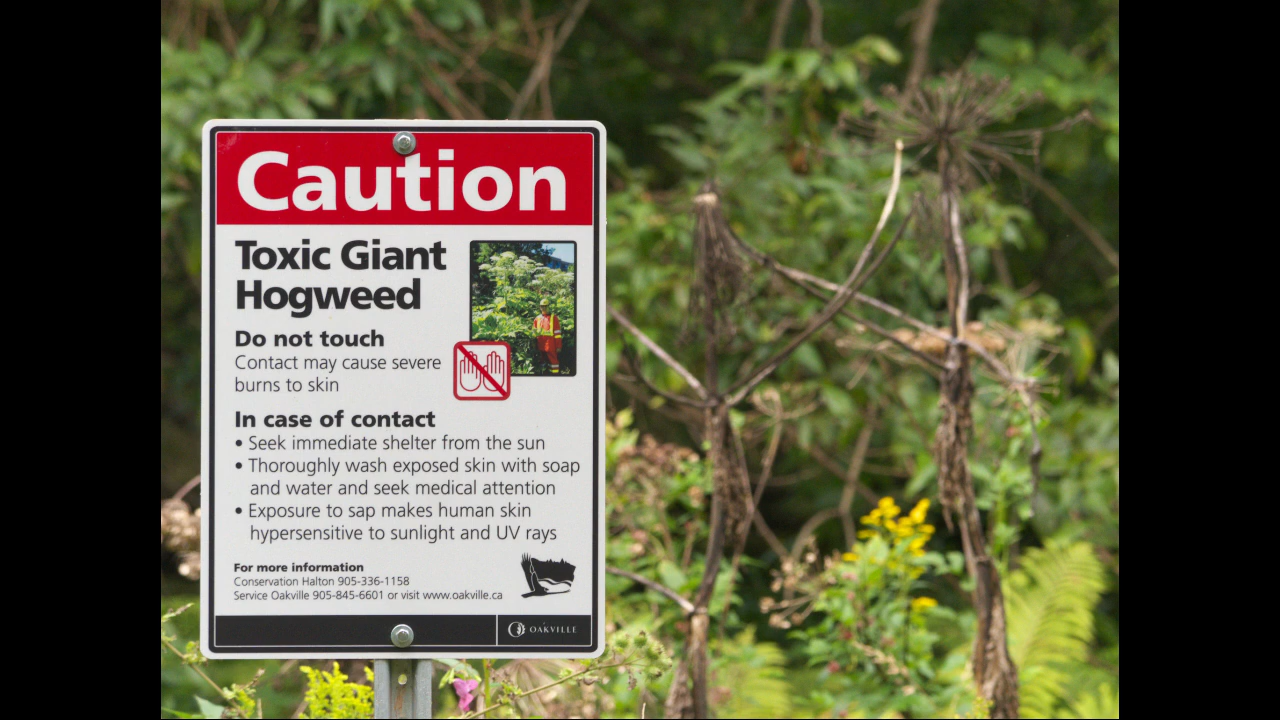 Caution
Toxic Giant
Hogweed
Do not touch
Contact may cause severe
burns to skin
In case of contact
• Seek immediate shelter from the sun
• Thoroughly wash exposed skin with soap
and water and seek medical attention
• Exposure to sap makes human skin
hypersensitive to sunlight and UV rays
For more information
Conservation Halton 905-336-1158
Service Oakville 905-845-6601 or visit www.oakville.ca
OAKVILLE